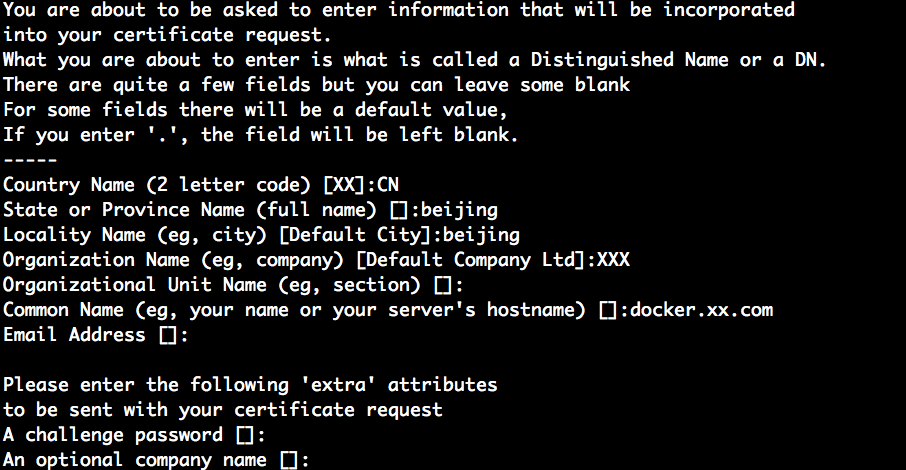 You are about to be asked to enter information that will be incorporated
into your certificate request.
What you are about to enter is what is called a Distinguished Name or a DN.
There are quite a few fields but you can leave some blank
For some fields there will be a default value,
If you enter '.', the field will be left blank.
-----
Country Name (2 letter code) [XX]:CN
State or Province Name (full name) []:beijing
Locality Name (eg, city) [Default City]:beijing
Organization Name (eg, company) [Default Company Ltd]:XXX
Organizational Unit Name (eg, section) []:
Common Name (eg, your name or your server's hostname) []:docker.xx.com
Email Address []:

Please enter the following 'extra' attributes
to be sent with your certificate request
A challenge password []:
An optional company name []: